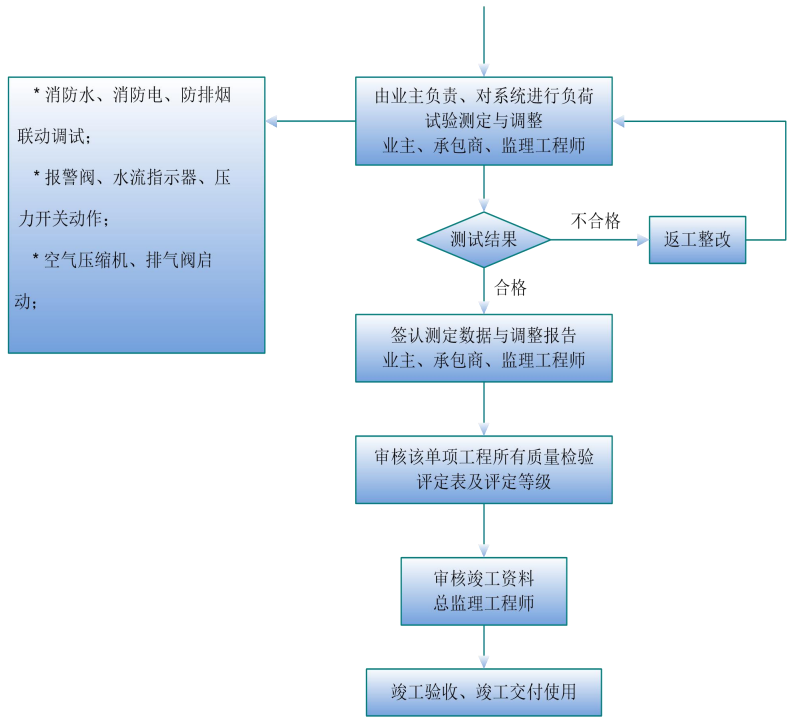 * 消防水、消防电、防排烟
联动调试;
* 报警阀、水流指示器、压
力开关动作;
* 空气压缩机、排气阀启
动;
由业主负责、对系统进行负荷
试验测定与调整
业主、承包商、监理工程师
测试结果
不合格
返工整改
合格
签认测定数据与调整报告
业主、承包商、监理工程师
审核该单项工程所有质量检验
评定表及评定等级
审核竣工资料
总监理工程师
竣工验收、竣工交付使用